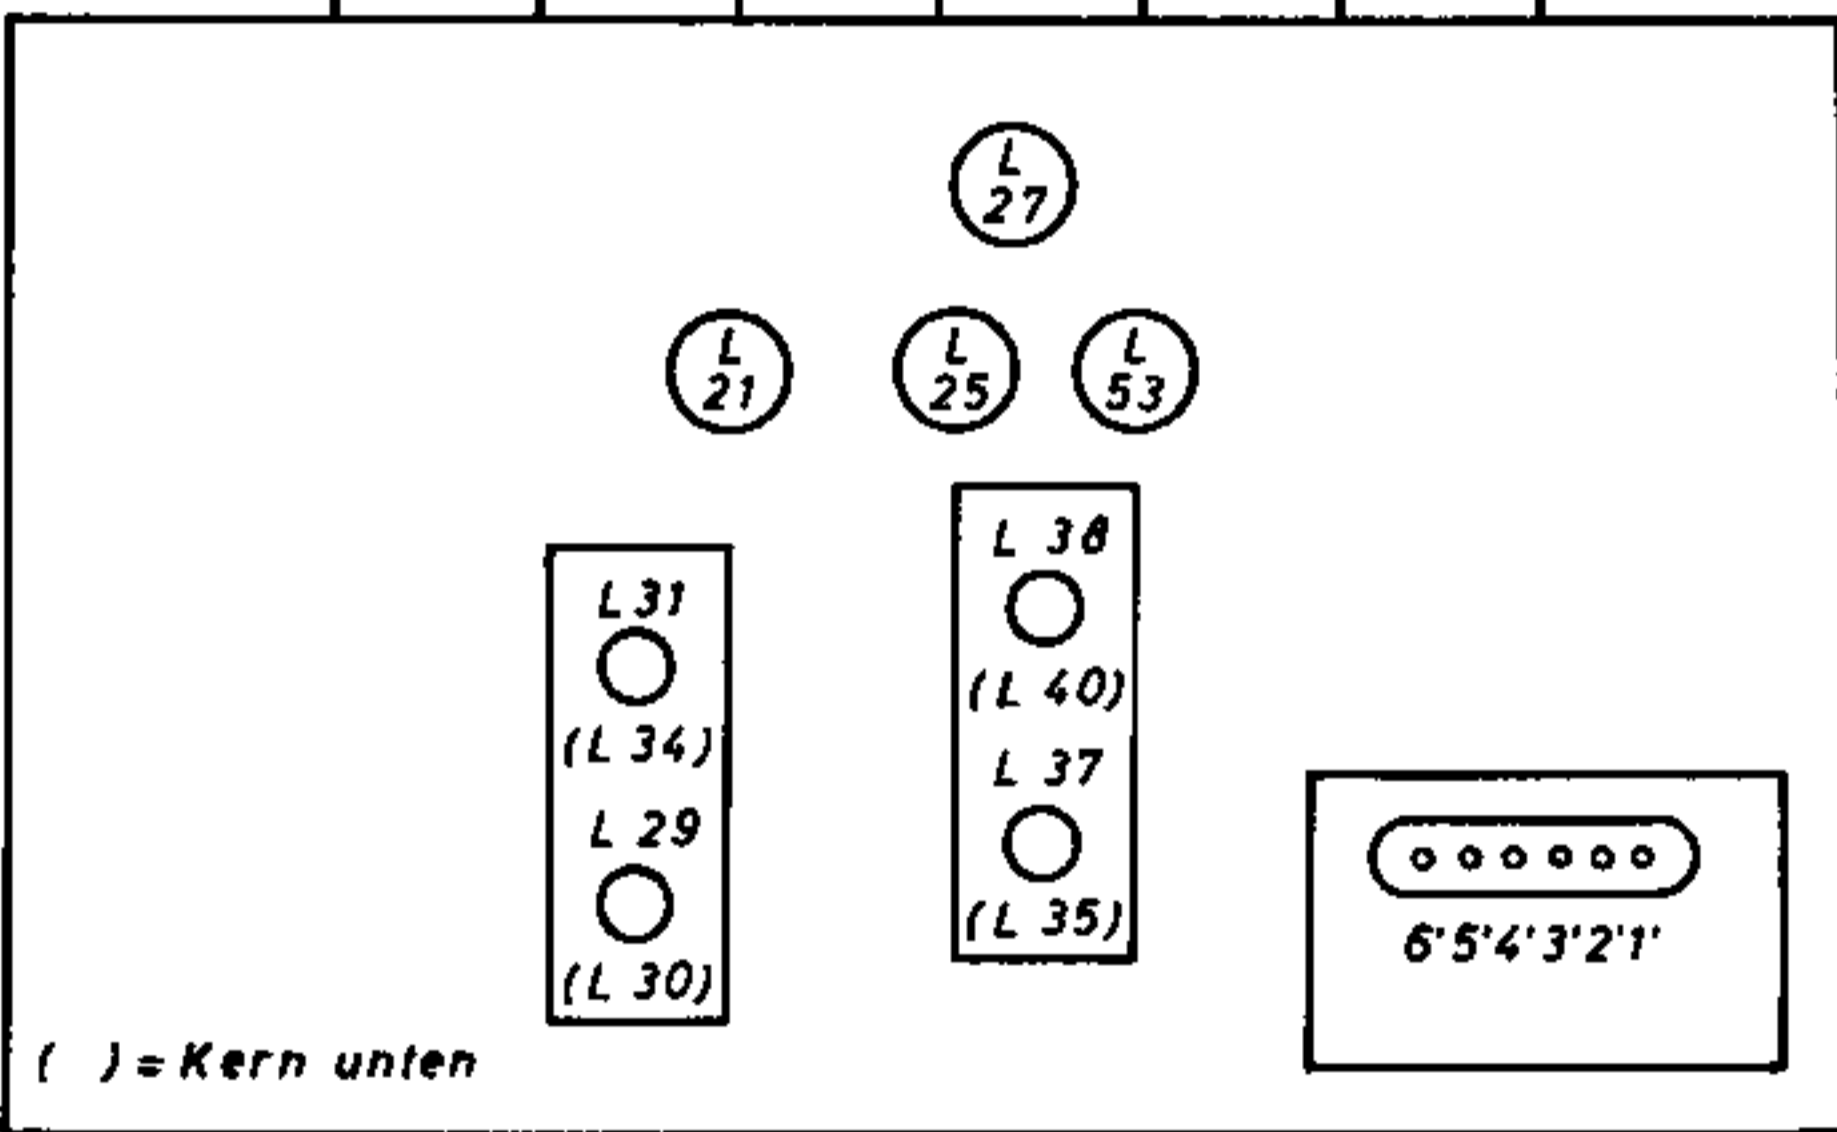 L
27
L
21
L
25
L
53
L 38
(L 40)
L 37
(L 35)
L31
(L 34)
L 29
(L 30)
6'5'4'3'2'1'
( )=Kern unten